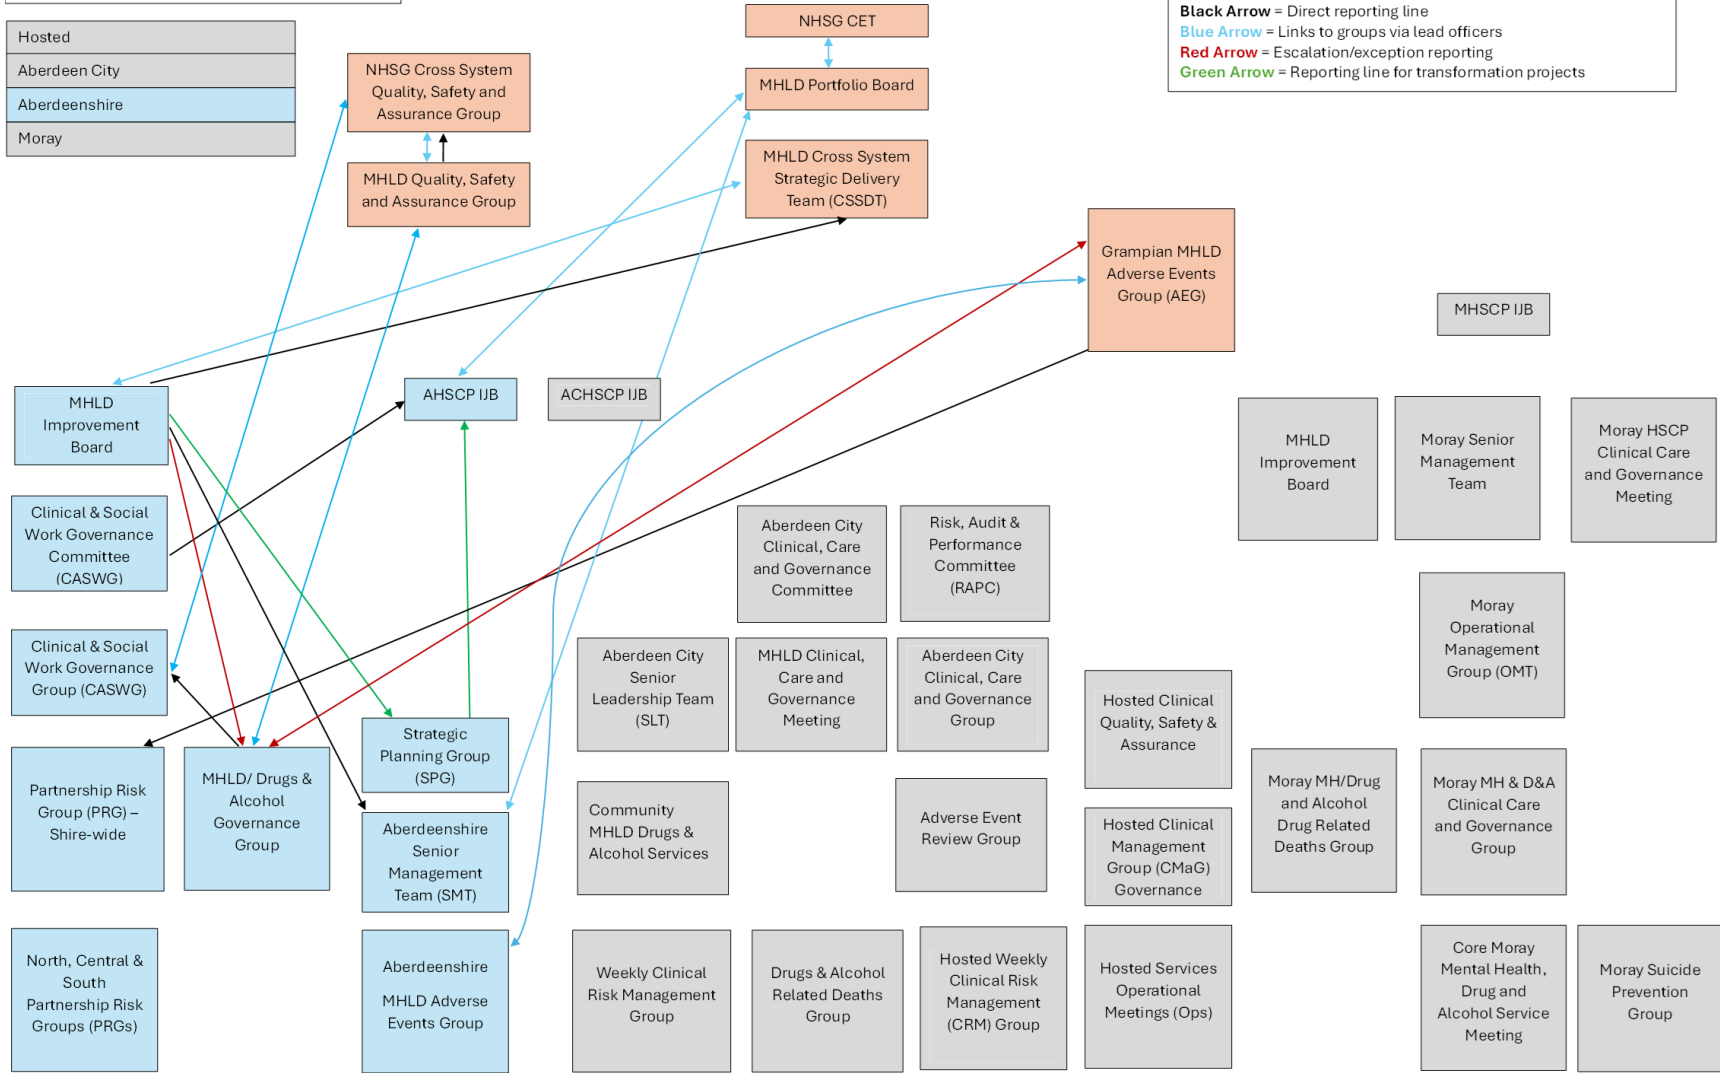 Hosted
Aberdeen City
Aberdeenshire
Moray
NHSG CET
Black Arrow = Direct reporting line
Blue Arrow = Links to groups via lead officers
Red Arrow = Escalation/exception reporting
Green Arrow = Reporting line for transformation projects
NHSG Cross System
Quality, Safety and
Assurance Group
MHLD Portfolio Board
MHLD Quality, Safety
and Assurance Group
MHLD Cross System
Strategic Delivery
Team (CSSDT)
Grampian MHLD
Adverse Events
Group (AEG)
MHSCP IJB
MHLD
Improvement
Board
AHSCP IJB
ACHSCP IJB
MHLD
Improvement
Board
Moray Senior
Management
Team
Moray HSCP
Clinical Care
and Governance
Meeting
Clinical & Social
Work Governance
Committee
(CASWG)
Aberdeen City
Clinical, Care
and Governance
Committee
Risk, Audit &
Performance
Committee
(RAPC)
Moray
Operational
Management
Group (OMT)
Clinical & Social
Work Governance
Group (CASWG)
Aberdeen City
Senior
Leadership Team
(SLT)
MHLD Clinical,
Care and
Governance
Meeting
Aberdeen City
Clinical, Care
and Governance
Group
Hosted Clinical
Quality, Safety &
Assurance
Strategic
Planning Group
(SPG)
Partnership Risk
Group (PRG) –
Shire-wide
MHLD/ Drugs &
Alcohol
Governance
Group
Aberdeenshire
Senior
Management
Team (SMT)
Community
MHLD Drugs &
Alcohol Services
Adverse Event
Review Group
Hosted Clinical
Management
Group (CMaG)
Governance
Moray MH/Drug
and Alcohol
Drug Related
Deaths Group
Moray MH & D&A
Clinical Care
and Governance
Group
North, Central &
South
Partnership Risk
Groups (PRGs)
Aberdeenshire
MHLD Adverse
Events Group
Weekly Clinical
Risk Management
Group
Drugs & Alcohol
Related Deaths
Group
Hosted Weekly
Clinical Risk
Management
(CRM) Group
Hosted Services
Operational
Meetings (Ops)
Core Moray
Mental Health,
Drug and
Alcohol Service
Meeting
Moray Suicide
Prevention
Group